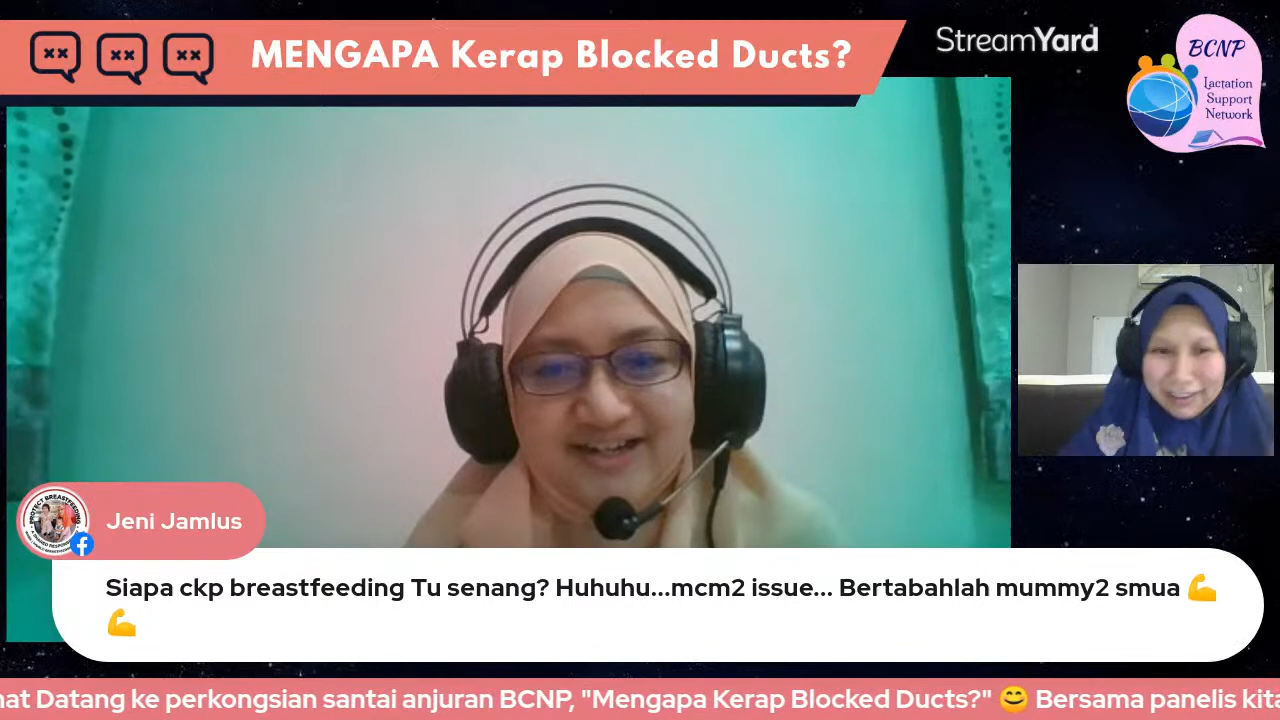 MENGAPA Kerap Blocked Ducts?
StreamYard
BCNP
Lactation
Support
Network
Jeni Jamlus
Siapa ckp breastfeeding Tu senang? Huhuhu...mcm2 issue... Bertabahlah mummy2 smua 💪
💪
nat Datang ke perkongsian santai anjuran BCNP, "Mengapa Kerap Blocked Ducts?" 😊 Bersama panelis kita